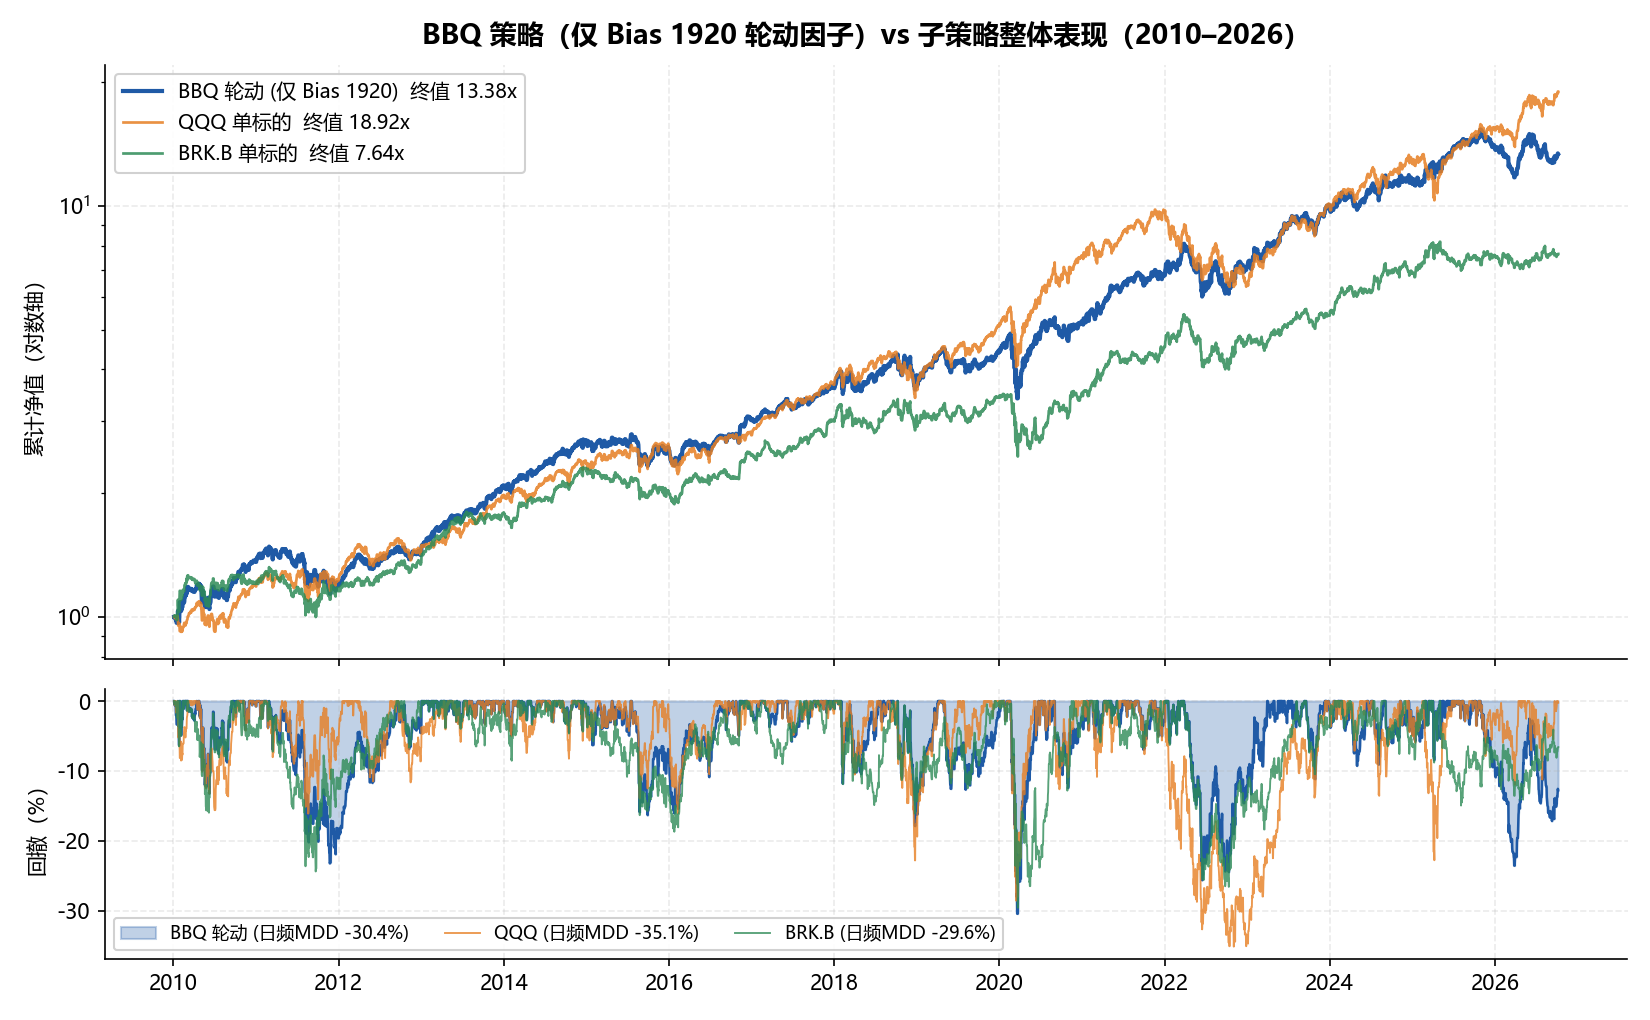 BBQ 策略（仅 Bias 1920 轮动因子）vs 子策略整体表现（2010–2026）
BBQ 轮动 (仅 Bias 1920)  终值 13.38x
QQQ 单标的  终值 18.92x
BRK.B 单标的  终值 7.64x
累计净值（对数轴）
10¹
10⁰
回撤（%）
0
-10
-20
-30
BBQ 轮动 (日频MDD -30.4%)
QQQ (日频MDD -35.1%)
BRK.B (日频MDD -29.6%)
2010
2012
2014
2016
2018
2020
2022
2024
2026